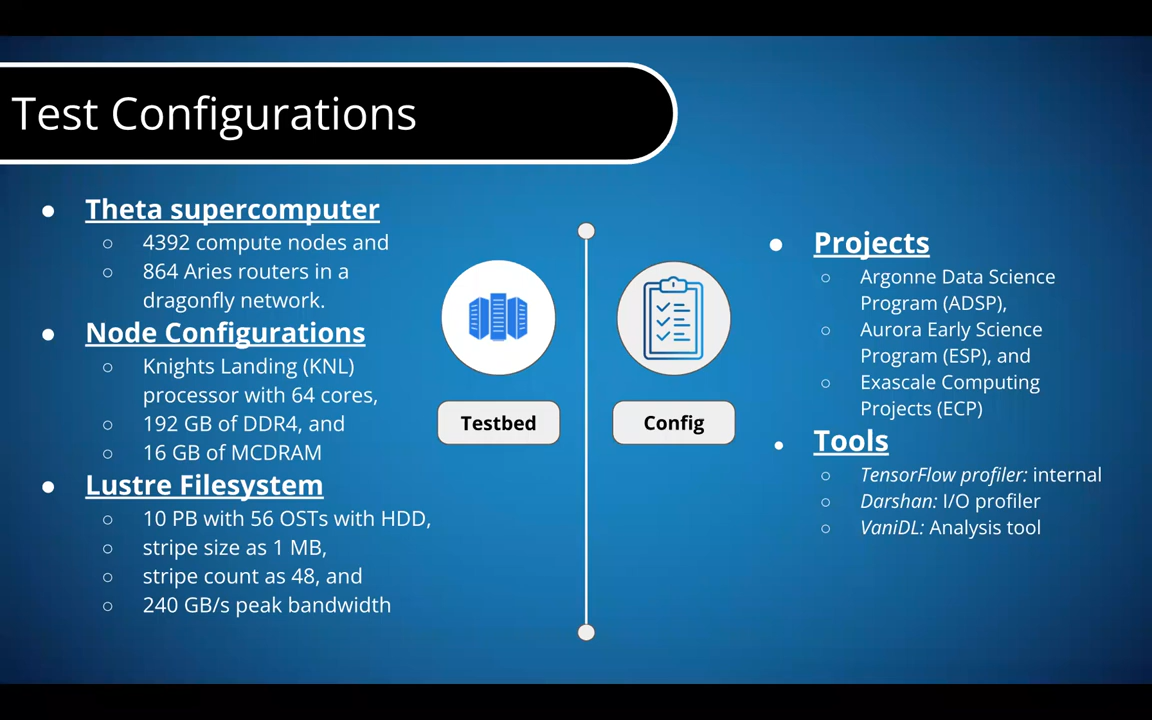 Test Configurations
Theta supercomputer
4392 compute nodes and
864 Aries routers in a
dragonfly network.
Node Configurations
Knights Landing (KNL)
processor with 64 cores,
192 GB of DDR4, and
16 GB of MCDRAM
Lustre Filesystem
10 PB with 56 OSTs with HDD,
stripe size as 1 MB,
stripe count as 48, and
240 GB/s peak bandwidth
Testbed
Config
Projects
Argonne Data Science
Program (ADSP),
Aurora Early Science
Program (ESP), and
Exascale Computing
Projects (ECP)
Tools
TensorFlow profiler: internal
Darshan: I/O profiler
VaniDL: Analysis tool